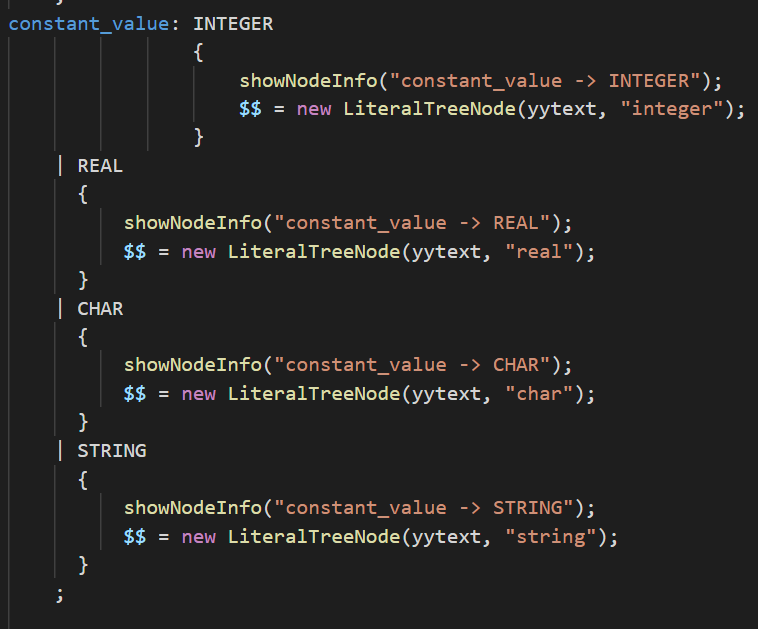 ;
constant_value: INTEGER
{
showNodeInfo("constant_value -> INTEGER");
$$ = new LiteralTreeNode(yytext, "integer");
}
| REAL
{
showNodeInfo("constant_value -> REAL");
$$ = new LiteralTreeNode(yytext, "real");
}
| CHAR
{
showNodeInfo("constant_value -> CHAR");
$$ = new LiteralTreeNode(yytext, "char");
}
| STRING
{
showNodeInfo("constant_value -> STRING");
$$ = new LiteralTreeNode(yytext, "string");
}
;